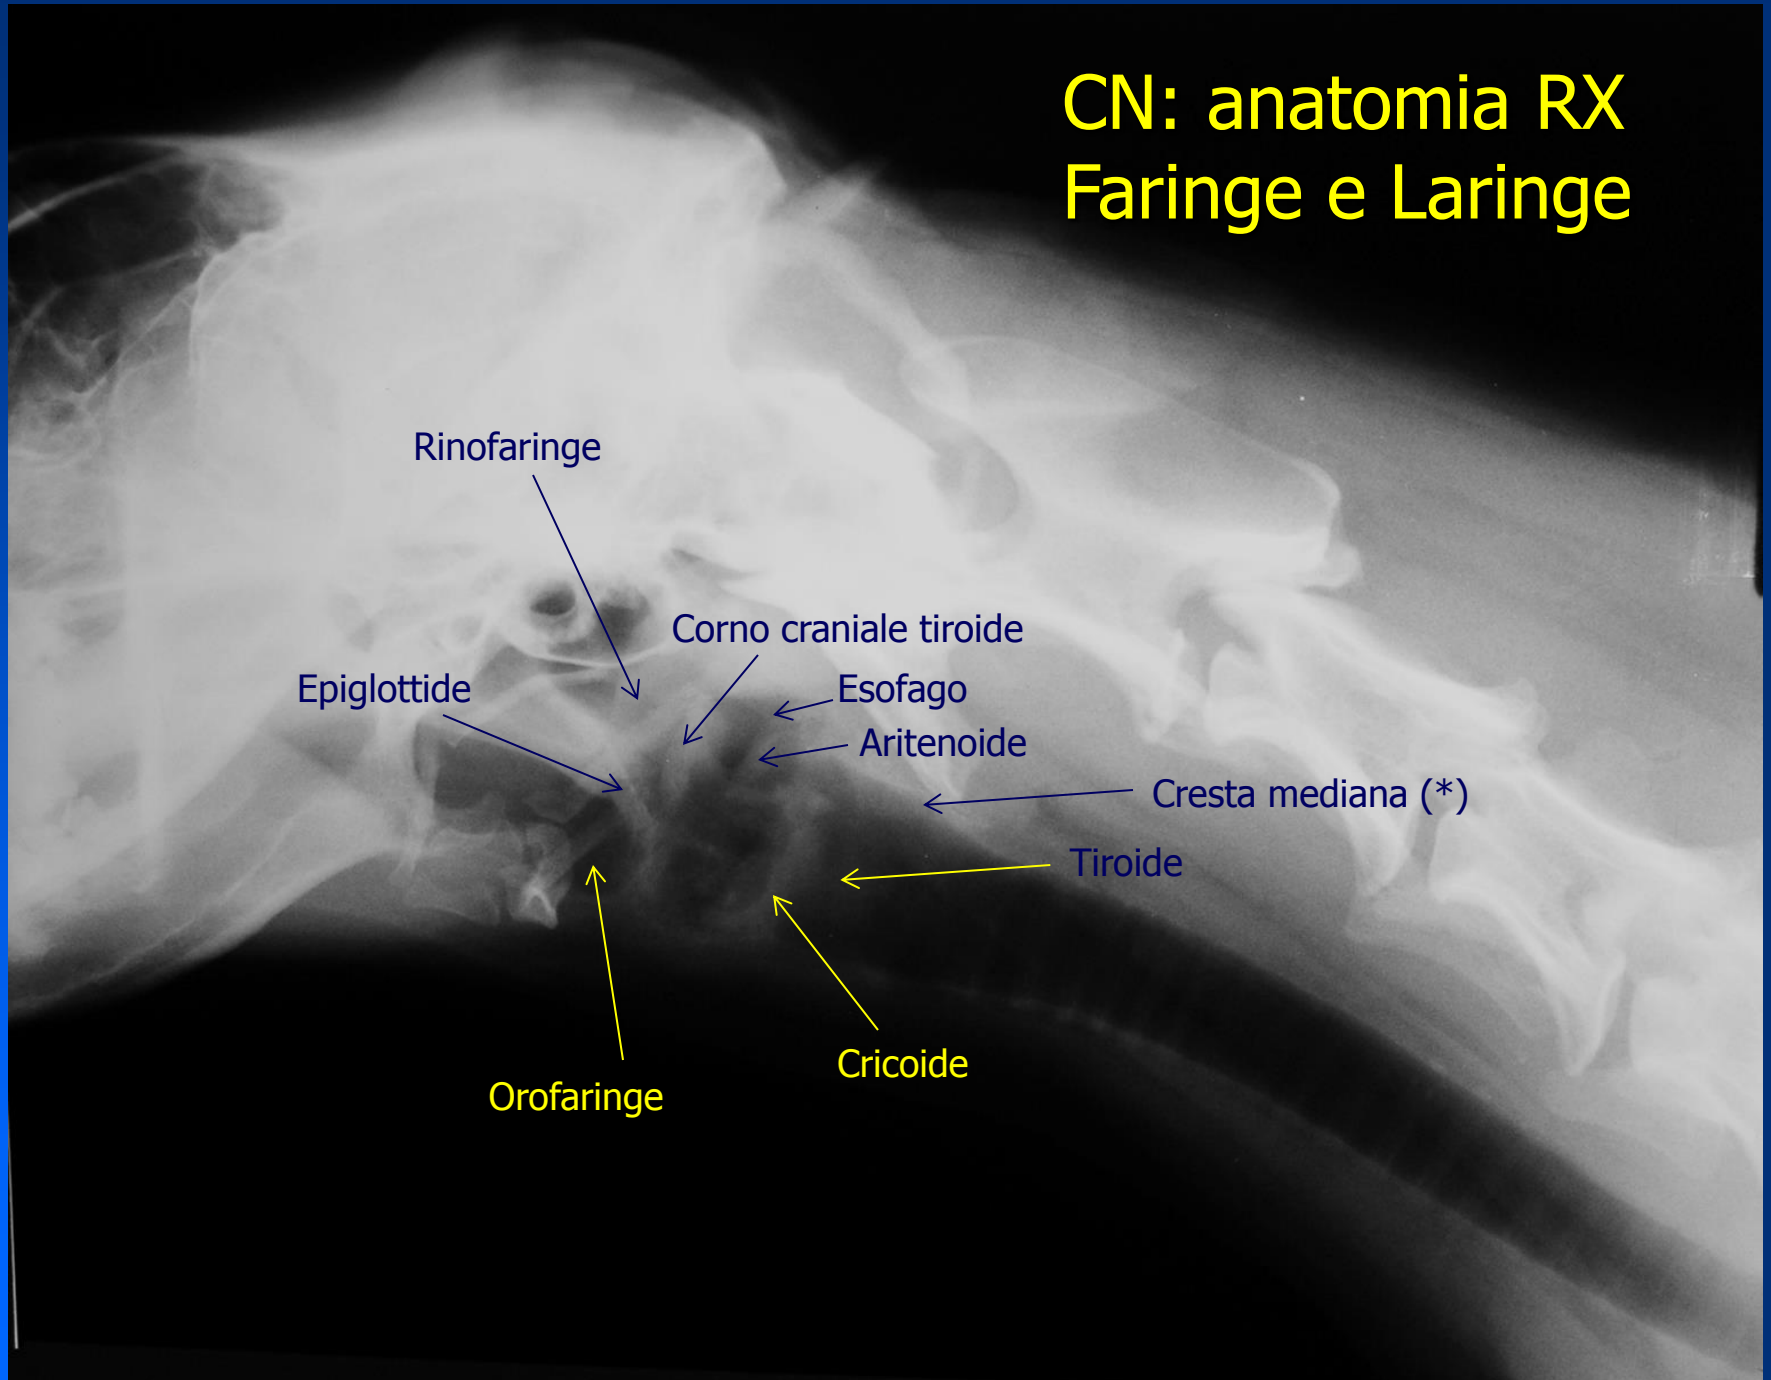 CN: anatomia RX
Faringe e Laringe
Rinofaringe
Corno craniale tiroide
Epiglottide
Esofago
Aritenoide
Cresta mediana (*)
Tiroide
Cricoide
Orofaringe